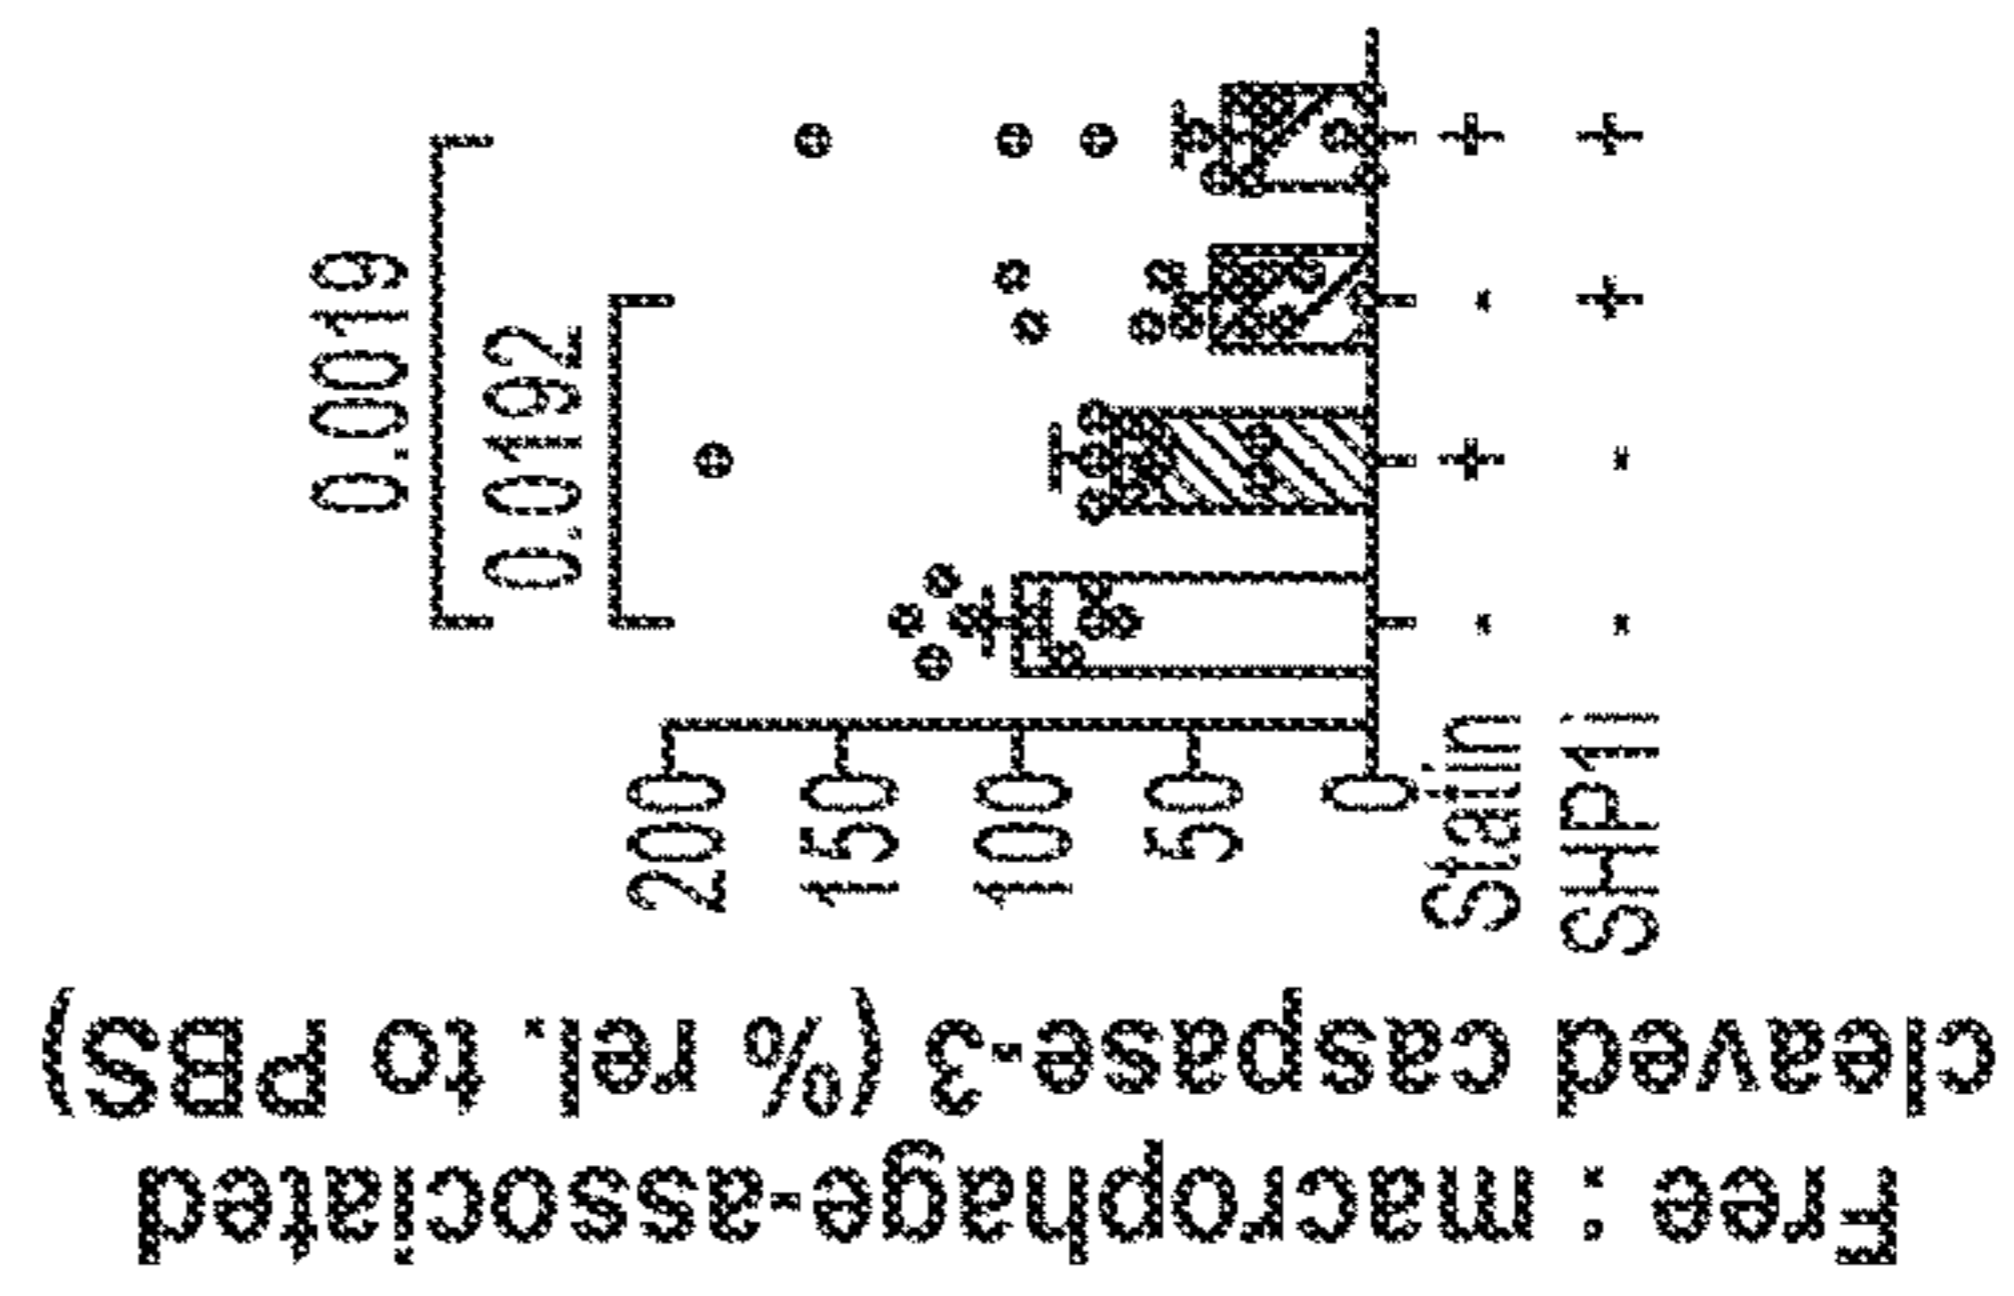 Free : macrophage-associated
cleaved caspase-3 (% rel. to PBS)
0.0019
0.0192
200
150
100
50
0
Statin - + - +
SHP1i - - + +